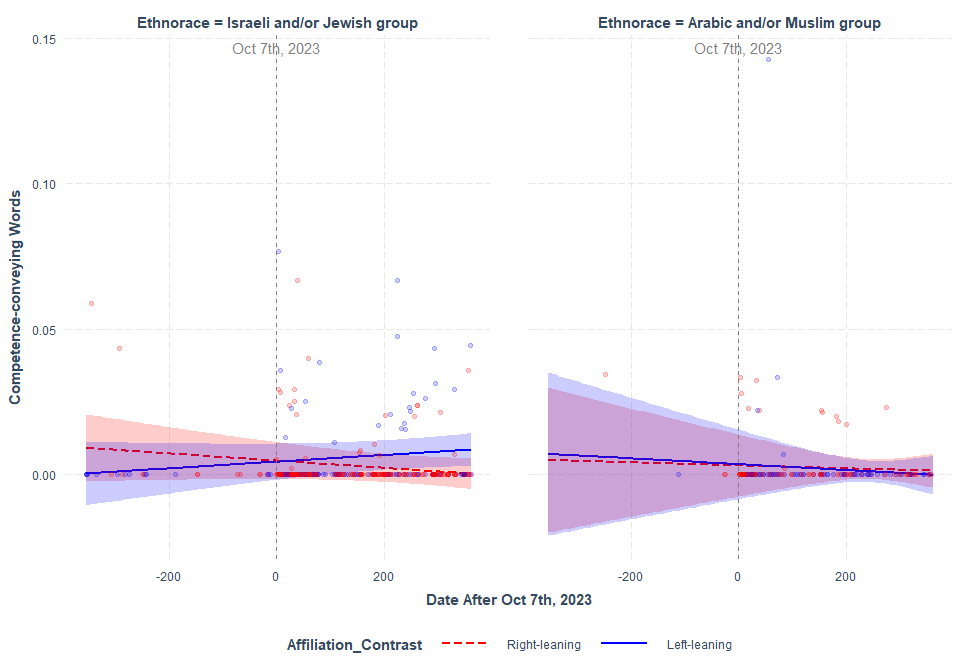 Ethnorace = Israeli and/or Jewish group
Ethnorace = Arabic and/or Muslim group
Oct 7th, 2023
Oct 7th, 2023
0.15
0.10
0.05
0.00
Competence-conveying Words
-200
0
200
-200
0
200
Date After Oct 7th, 2023
Affiliation_Contrast
Right-leaning
Left-leaning